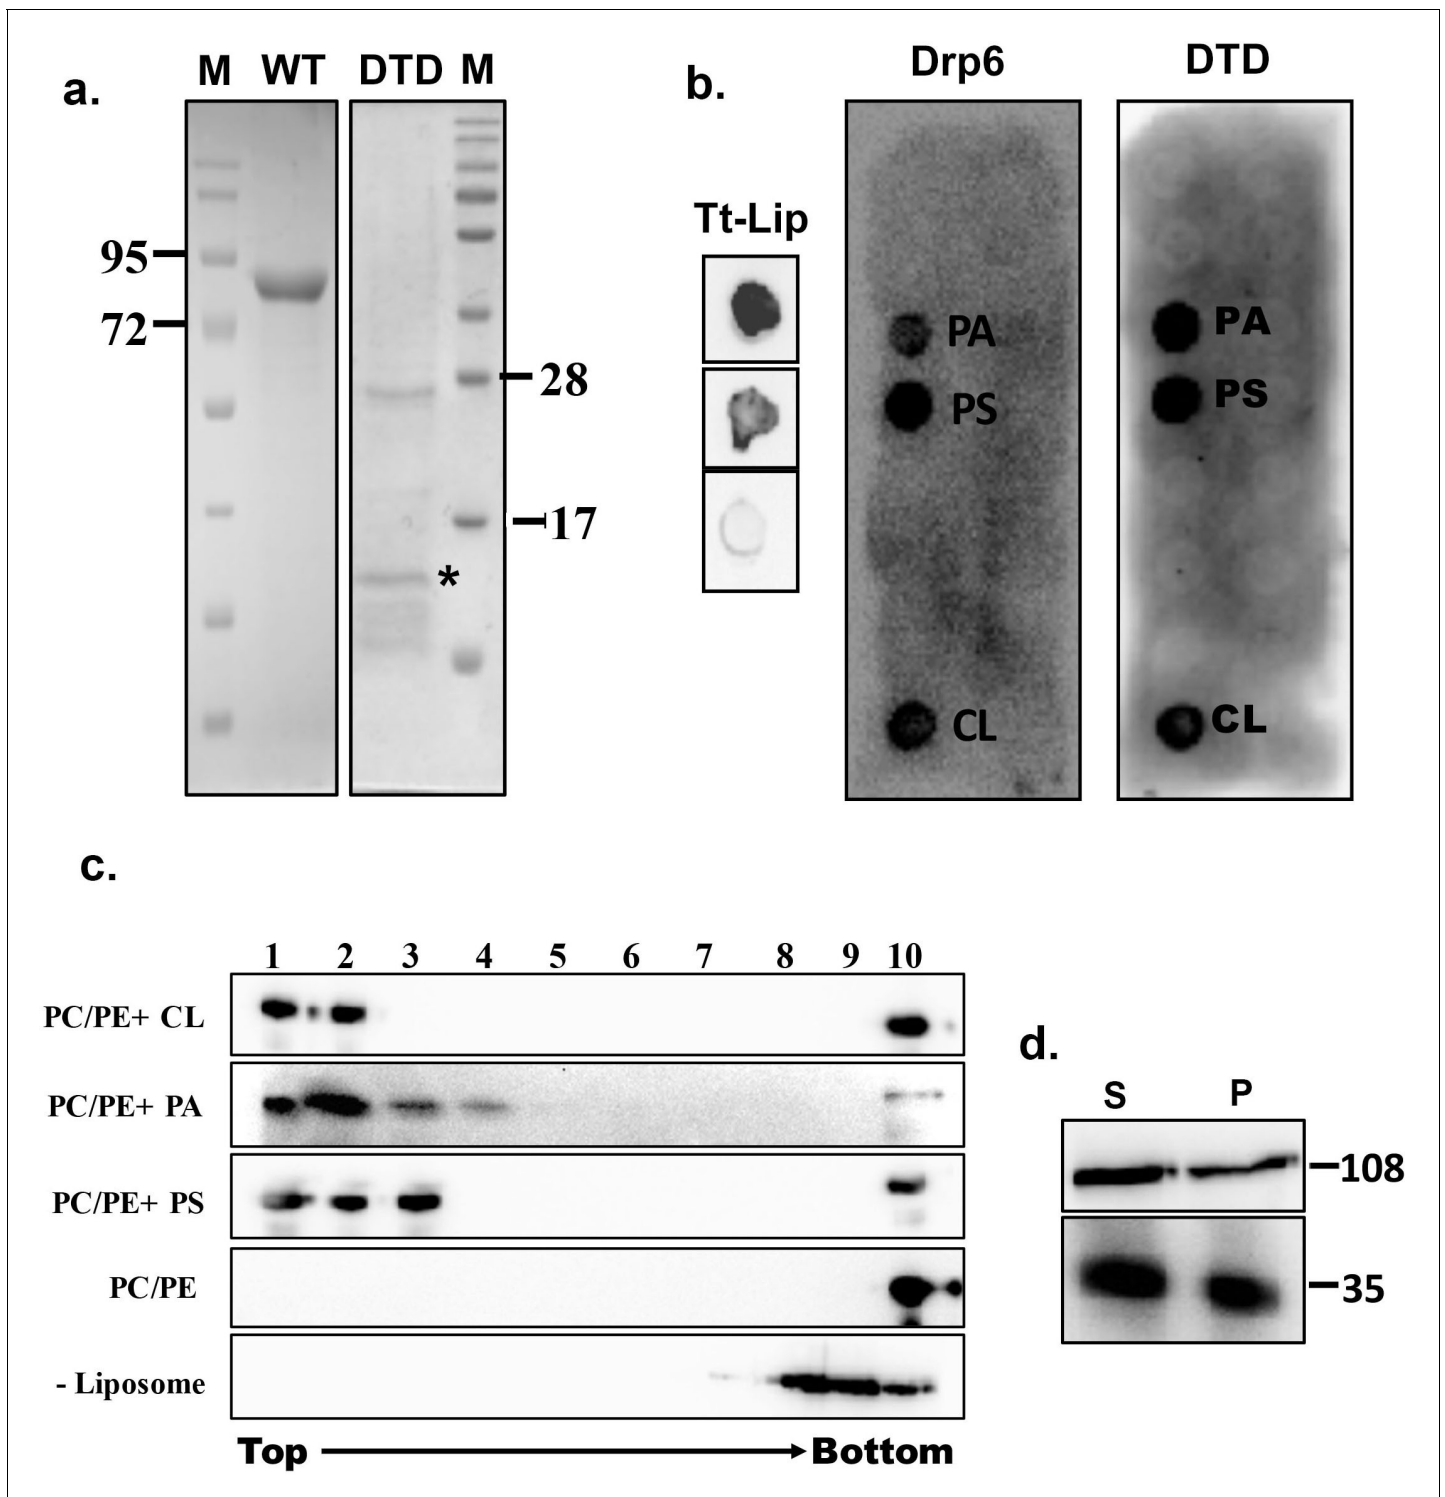 a.
M WT DTD M
95
72
28
17
*
b.
Drp6 DTD
Tt-Lip
PA
PS
CL
PA
PS
CL
c.
1 2 3 4 5 6 7 8 9 10
PC/PE+ CL
PC/PE+ PA
PC/PE+ PS
PC/PE
- Liposome
Top Bottom
d.
S P
108
35